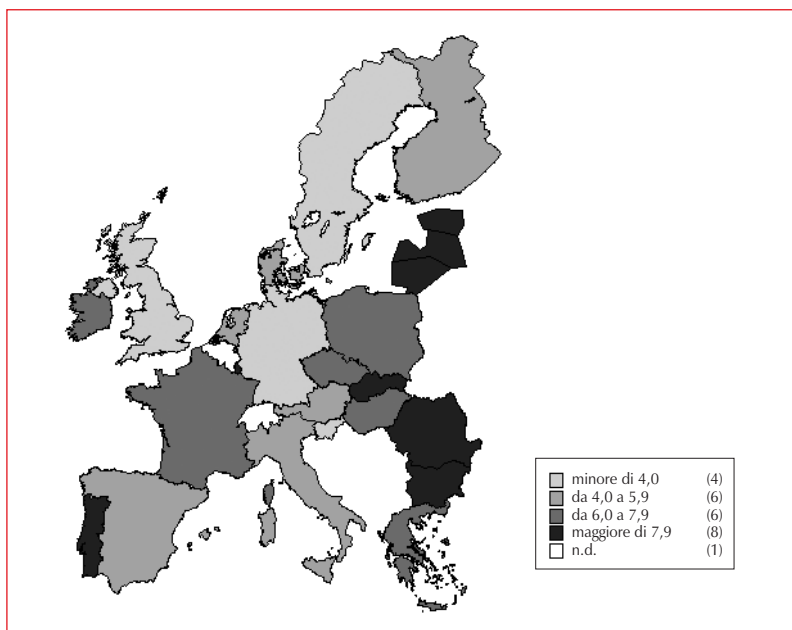 minore di 4,0 (4)
da 4,0 a 5,9 (6)
da 6,0 a 7,9 (6)
maggiore di 7,9 (8)
n.d. (1)